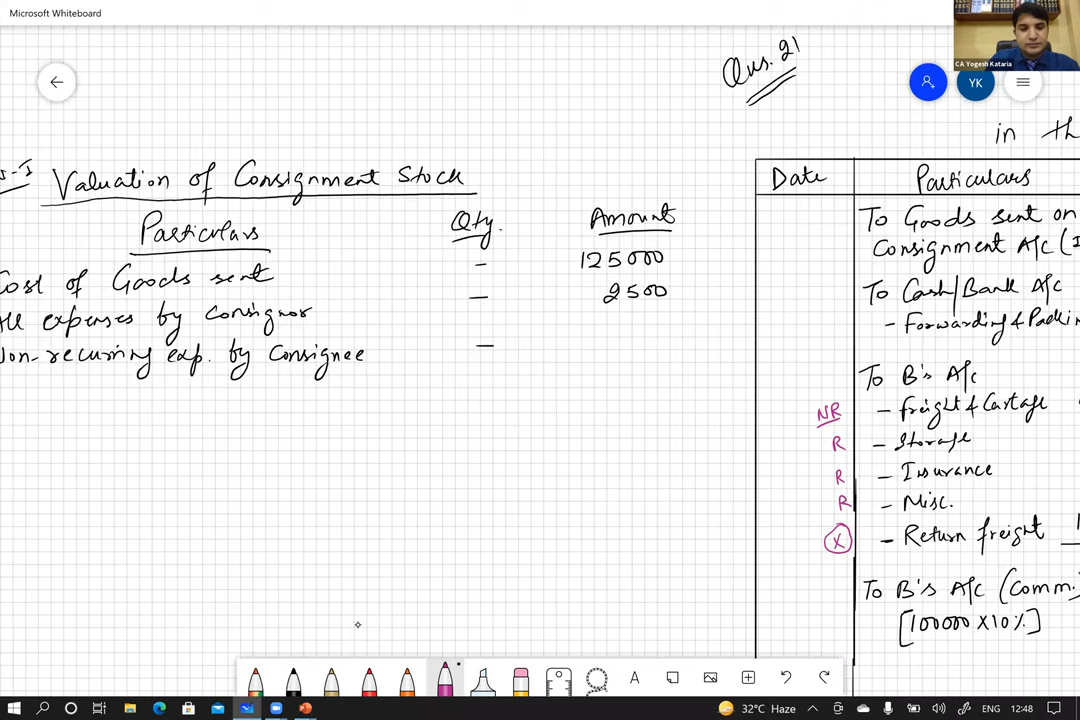 Microsoft Whiteboard
CA Yogesh Kataria
YK
Qus. 21
in th
Valuation of Consignment Stock
Particulars Qty. Amount
Cost of Goods sent - 125000
All expenses by Consignor - 2500
Non-recurring exp. by Consignee -
Date Particulars
To Goods sent on
Consignment A/c (I
To Cash/Bank A/c
- Forwarding & Packin
To B's A/c
NR - Freight & Cartage
R - Storage
R - Insurance
R - Misc.
X - Return freight
To B's A/c (Comm.
[100000 X 10%]
A
32°C Haze
ENG
12:48